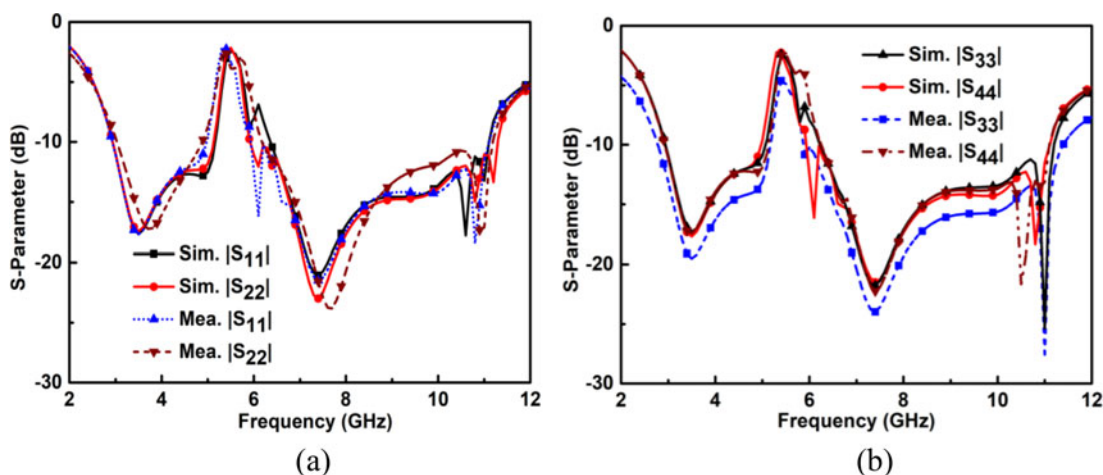 0
-10
-20
-30
S-Parameter (dB)
Sim. |S11|
Sim. |S22|
Mea. |S11|
Mea. |S22|
2 4 6 8 10 12
Frequency (GHz)
(a)
0
-10
-20
-30
S-Parameter (dB)
Sim. |S33|
Sim. |S44|
Mea. |S33|
Mea. |S44|
2 4 6 8 10 12
Frequency (GHz)
(b)